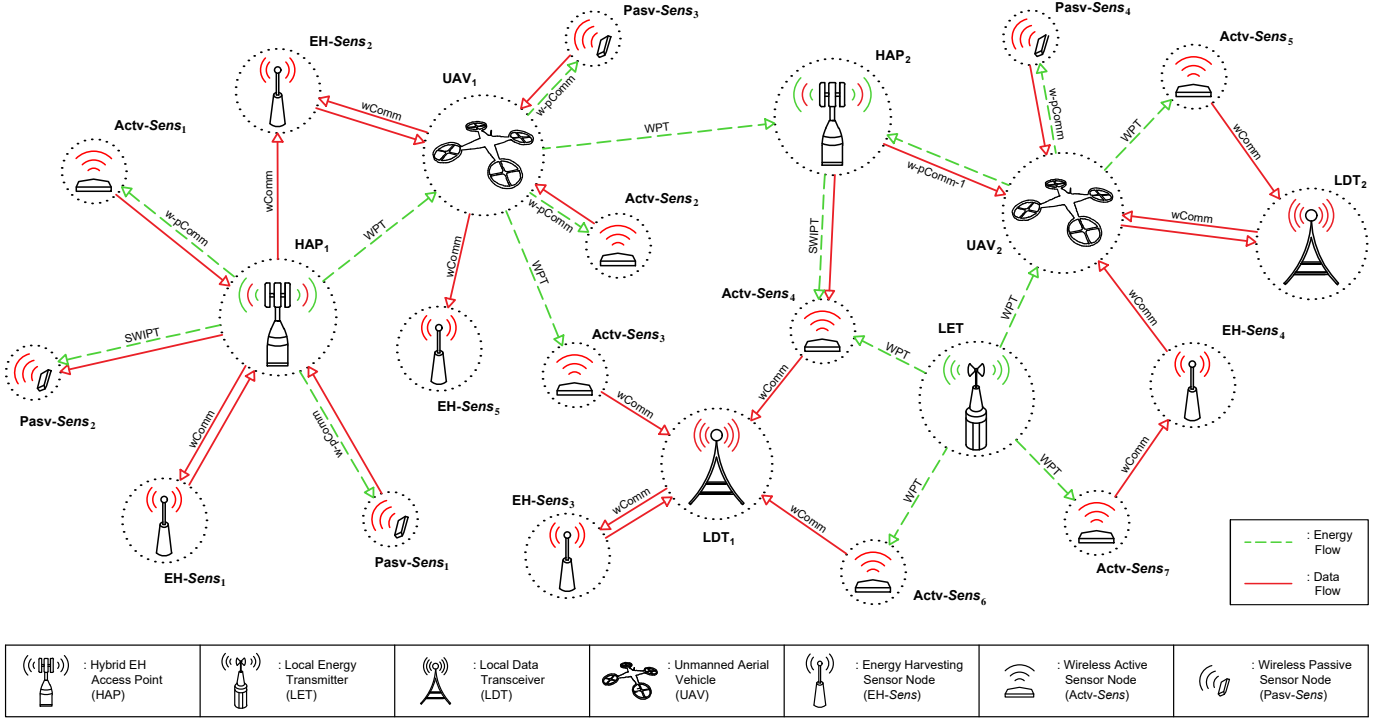 Pasv-Sens₃
Pasv-Sens₄
EH-Sens₂
Actv-Sens₅
HAP₂
UAV₁
wComm
w-pComm
w-pComm
WPT
wComm
Actv-Sens₁
WPT
w-pComm-1
LDT₂
wComm
Actv-Sens₂
w-pComm
wComm
w-pComm
HAP₁
WPT
UAV₂
SWIPT
wComm
WPT
Actv-Sens₄
WPT
wComm
SWIPT
Actv-Sens₃
LET
EH-Sens₄
WPT
wComm
Pasv-Sens₂
EH-Sens₅
wComm
wComm
w-pComm
wComm
WPT
WPT
EH-Sens₃
wComm
wComm
LDT₁
Pasv-Sens₁
EH-Sens₁
Actv-Sens₇
Actv-Sens₆
: Energy
Flow
: Data
Flow
: Hybrid EH
Access Point
(HAP)
: Local Energy
Transmitter
(LET)
: Local Data
Transceiver
(LDT)
: Unmanned Aerial
Vehicle
(UAV)
: Energy Harvesting
Sensor Node
(EH-Sens)
: Wireless Active
Sensor Node
(Actv-Sens)
: Wireless Passive
Sensor Node
(Pasv-Sens)